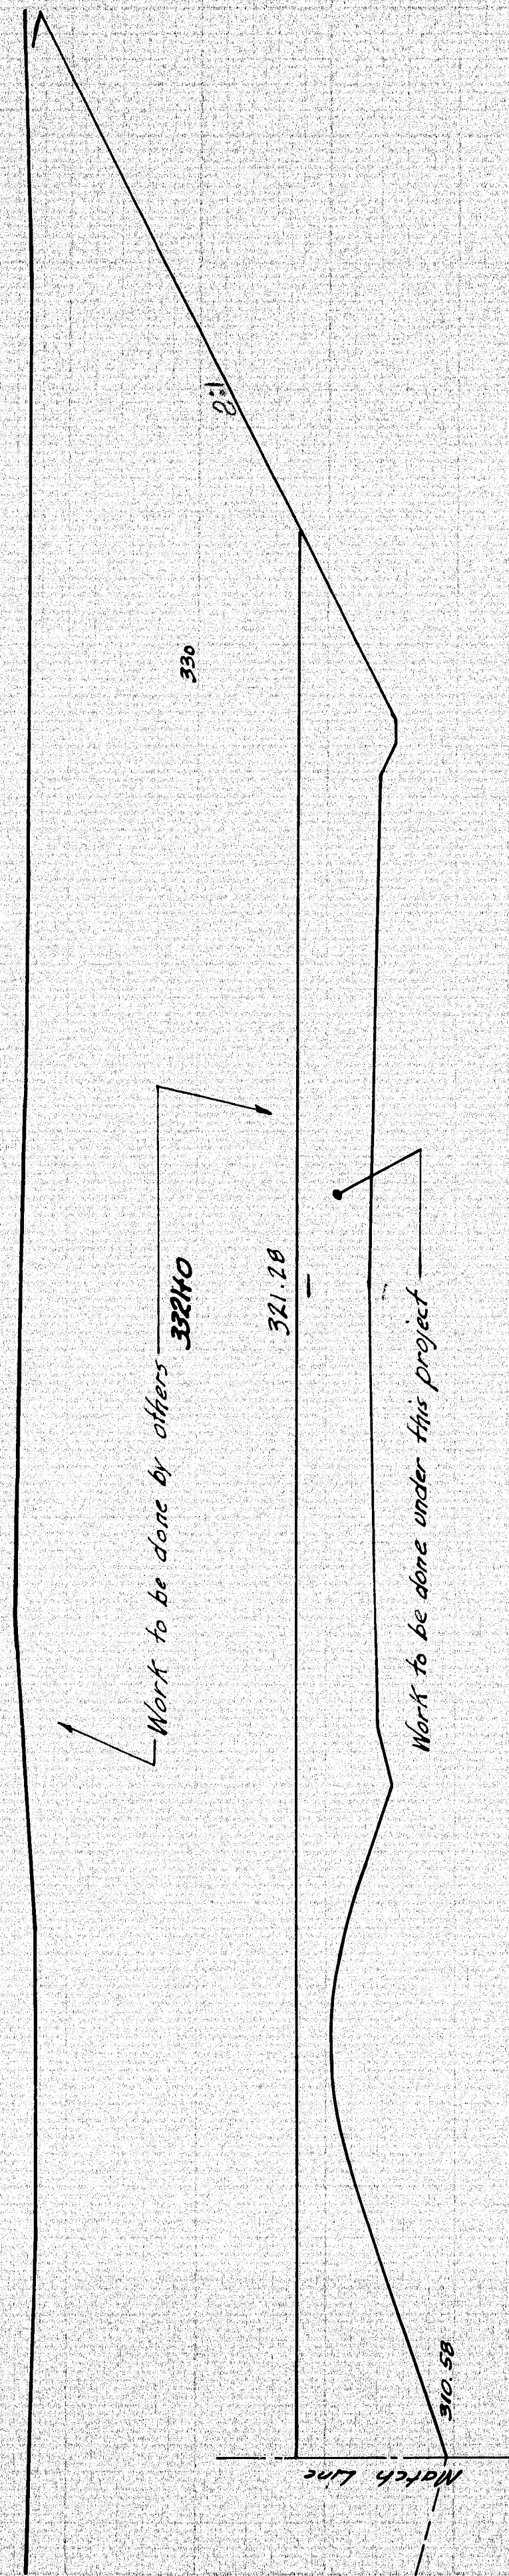 2:1
330
Work to be done by others
332+40
321.28
Work to be done under this project
310.58
Match Line